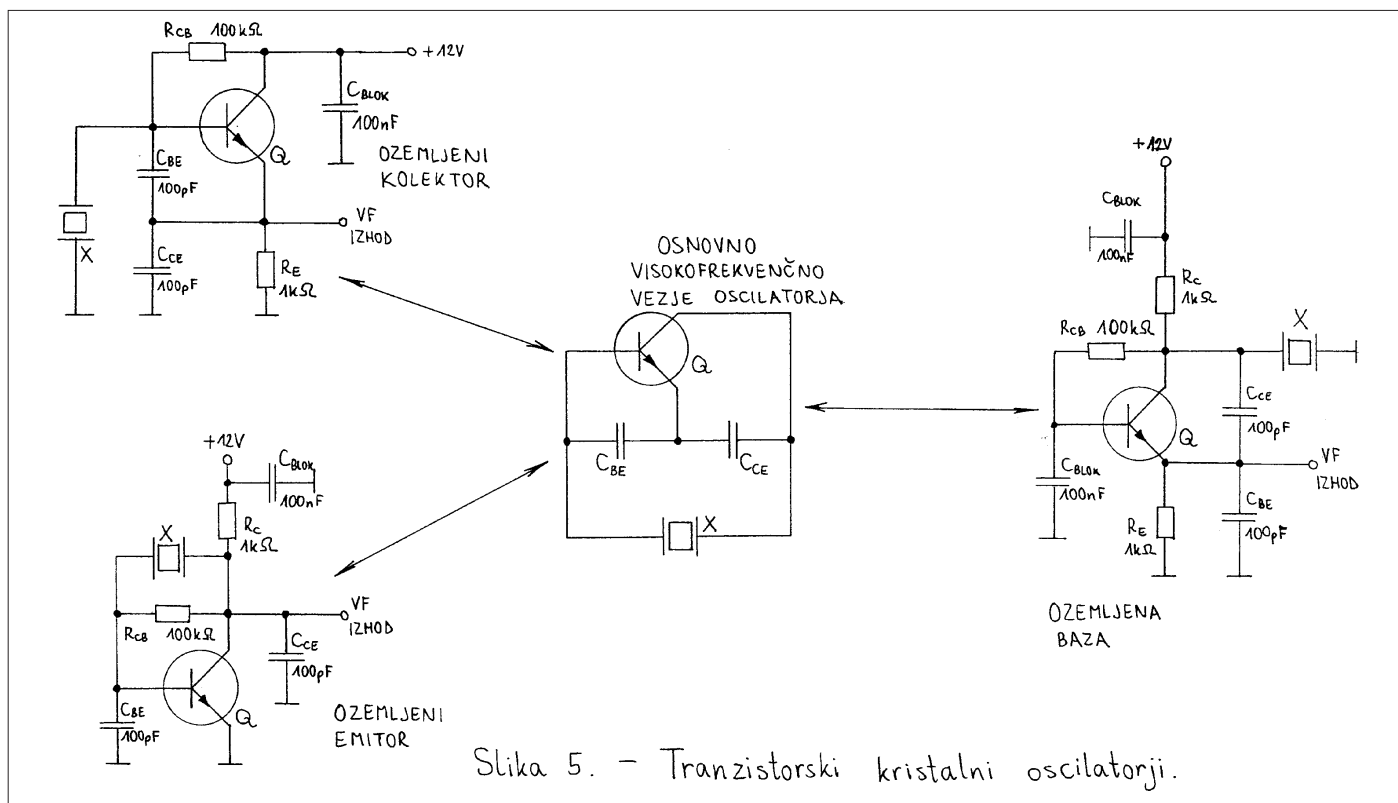 RCB 100kΩ
+12V
CBLOK
100nF
Q
OZEMLJENI
KOLEKTOR
CBE
100pF
VF
IZHOD
X
CCE
100pF
RE
1kΩ
OSNOVNO
VISOKOFREKVENČNO
VEZJE OSCILATORJA
Q
CBE
CCE
X
+12V
CBLOK
100nF
RC
1kΩ
RCB 100kΩ
X
CCE
100pF
Q
VF
IZHOD
CBLOK
100nF
RE
1kΩ
CBE
100pF
OZEMLJENA
BAZA
+12V
CBLOK
100nF
RC
1kΩ
X
VF
IZHOD
RCB
100kΩ
CCE
100pF
CBE
100pF
Q
OZEMLJENI
EMITOR
Slika 5. - Tranzistorski kristalni oscilatorji.